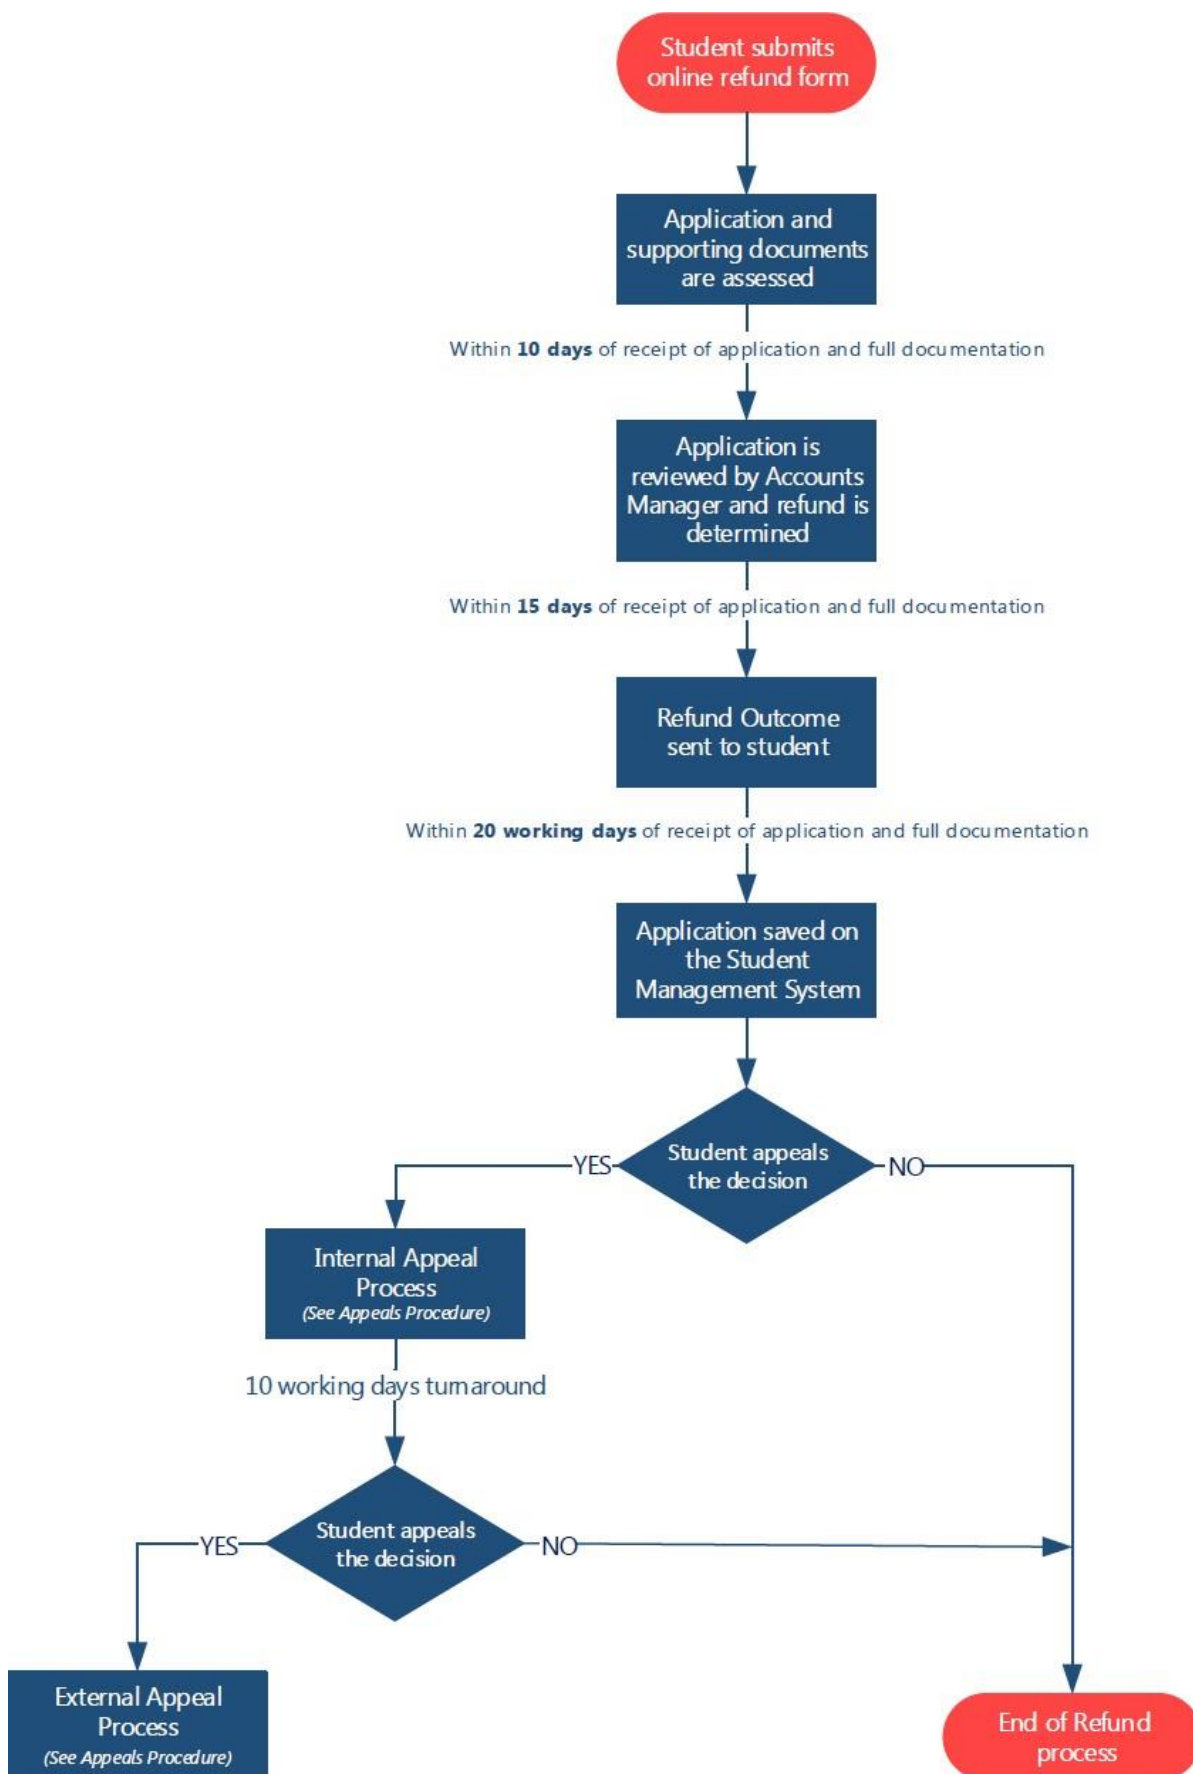 Student submits
online refund form
Application and
supporting documents
are assessed
Within 10 days of receipt of application and full documentation
Application is
reviewed by Accounts
Manager and refund is
determined
Within 15 days of receipt of application and full documentation
Refund Outcome
sent to student
Within 20 working days of receipt of application and full documentation
Application saved on
the Student
Management System
Student appeals
the decision
YES
NO
Internal Appeal
Process
(See Appeals Procedure)
10 working days turnaround
Student appeals
the decision
YES
NO
External Appeal
Process
(See Appeals Procedure)
End of Refund
process